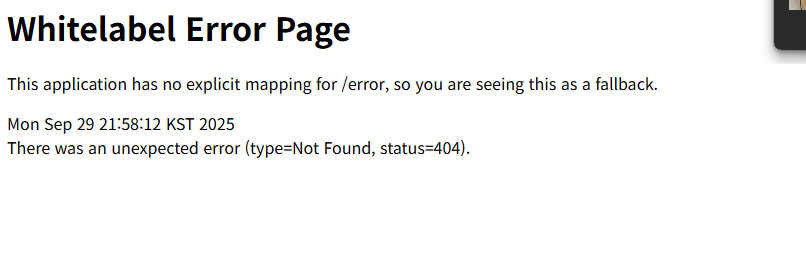 Whitelabel Error Page
This application has no explicit mapping for /error, so you are seeing this as a fallback.
Mon Sep 29 21:58:12 KST 2025
There was an unexpected error (type=Not Found, status=404).